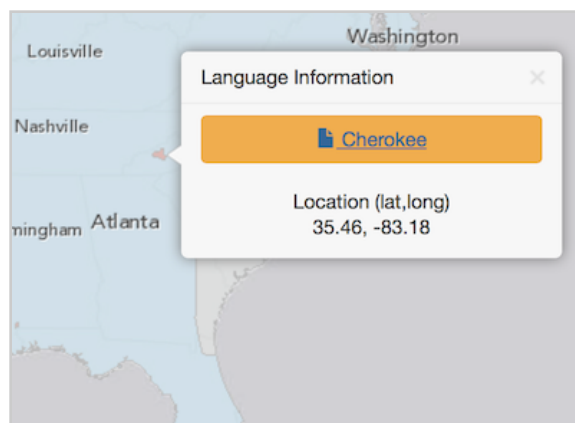 Louisville
Washington
Language Information
×
Nashville
Cherokee
Location (lat,long)
35.46, -83.18
mingham
Atlanta